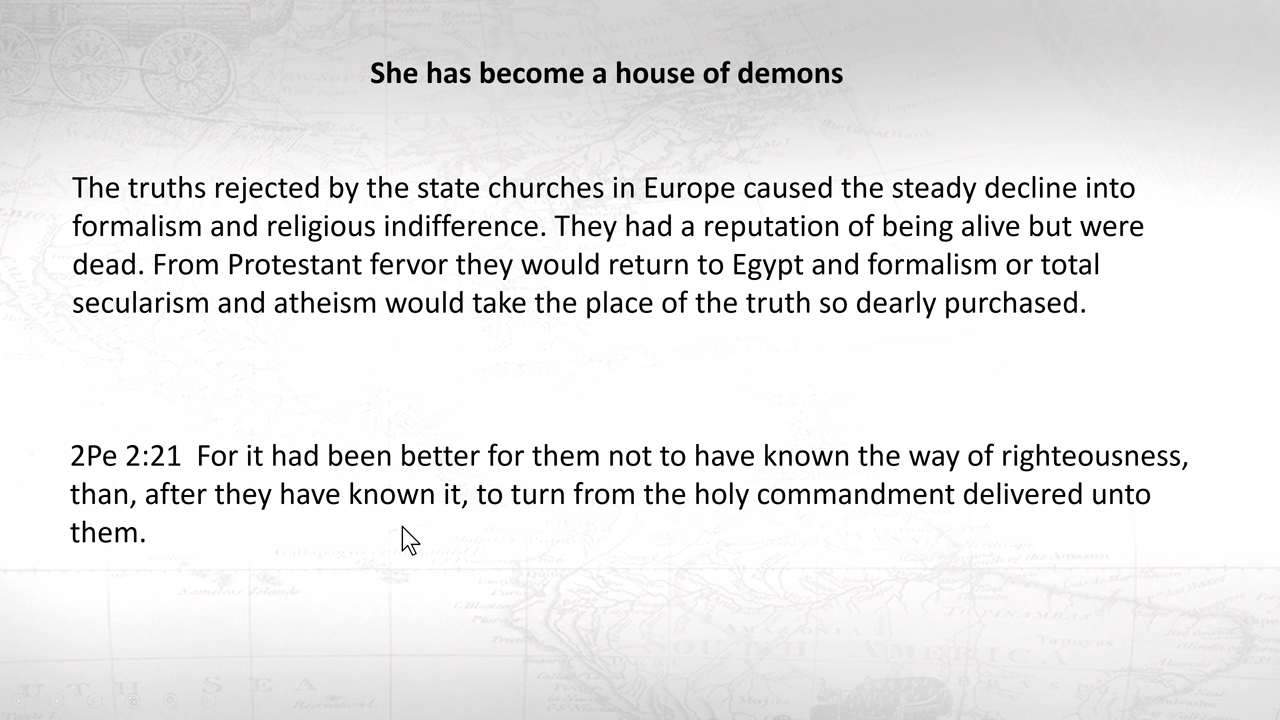 She has become a house of demons
The truths rejected by the state churches in Europe caused the steady decline into
formalism and religious indifference. They had a reputation of being alive but were
dead. From Protestant fervor they would return to Egypt and formalism or total
secularism and atheism would take the place of the truth so dearly purchased.
2Pe 2:21  For it had been better for them not to have known the way of righteousness,
than, after they have known it, to turn from the holy commandment delivered unto
them.
SOUTH AMERICA